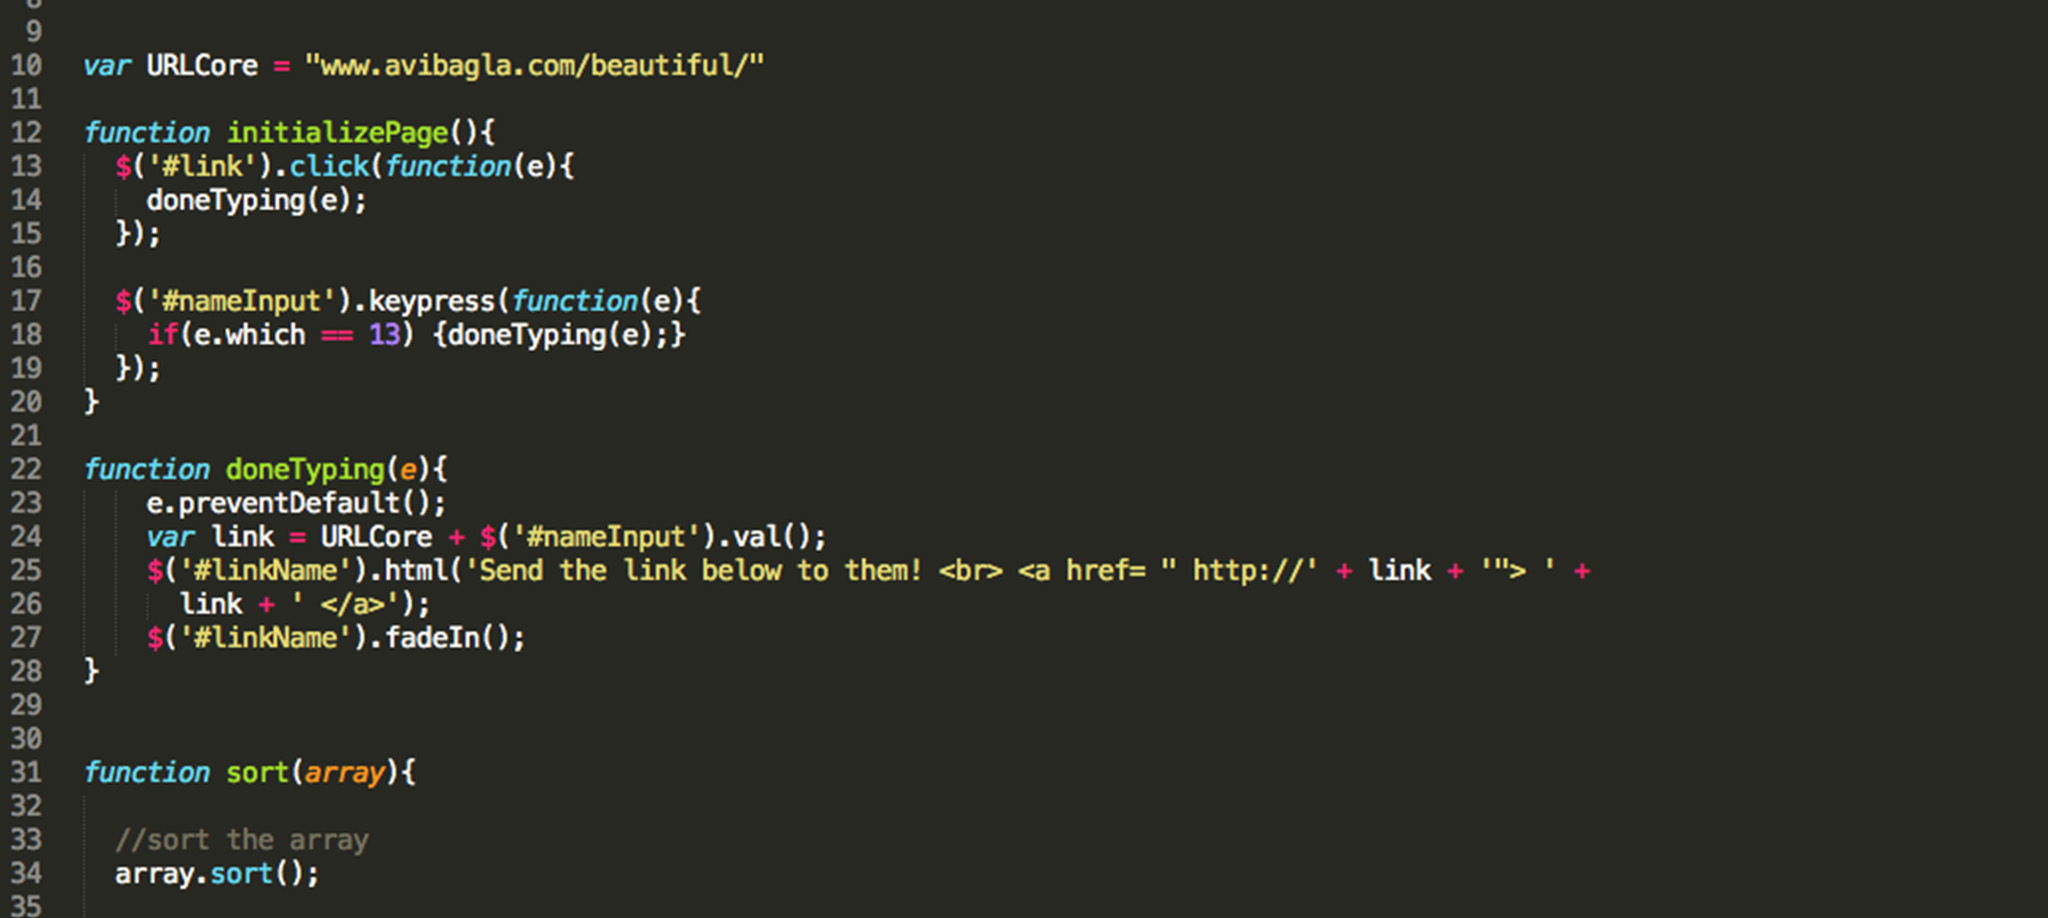 8
9
10 var URLCore = "www.avibagla.com/beautiful/"
11
12 function initializePage(){
13 $('#link').click(function(e){
14 doneTyping(e);
15 });
16
17 $('#nameInput').keypress(function(e){
18 if(e.which == 13) {doneTyping(e);}
19 });
20 }
21
22 function doneTyping(e){
23 e.preventDefault();
24 var link = URLCore + $('#nameInput').val();
25 $('#linkName').html('Send the link below to them! <br> <a href= " http://' + link + '"> ' +
26 link + ' </a>');
27 $('#linkName').fadeIn();
28 }
29
30
31 function sort(array){
32
33 //sort the array
34 array.sort();
35